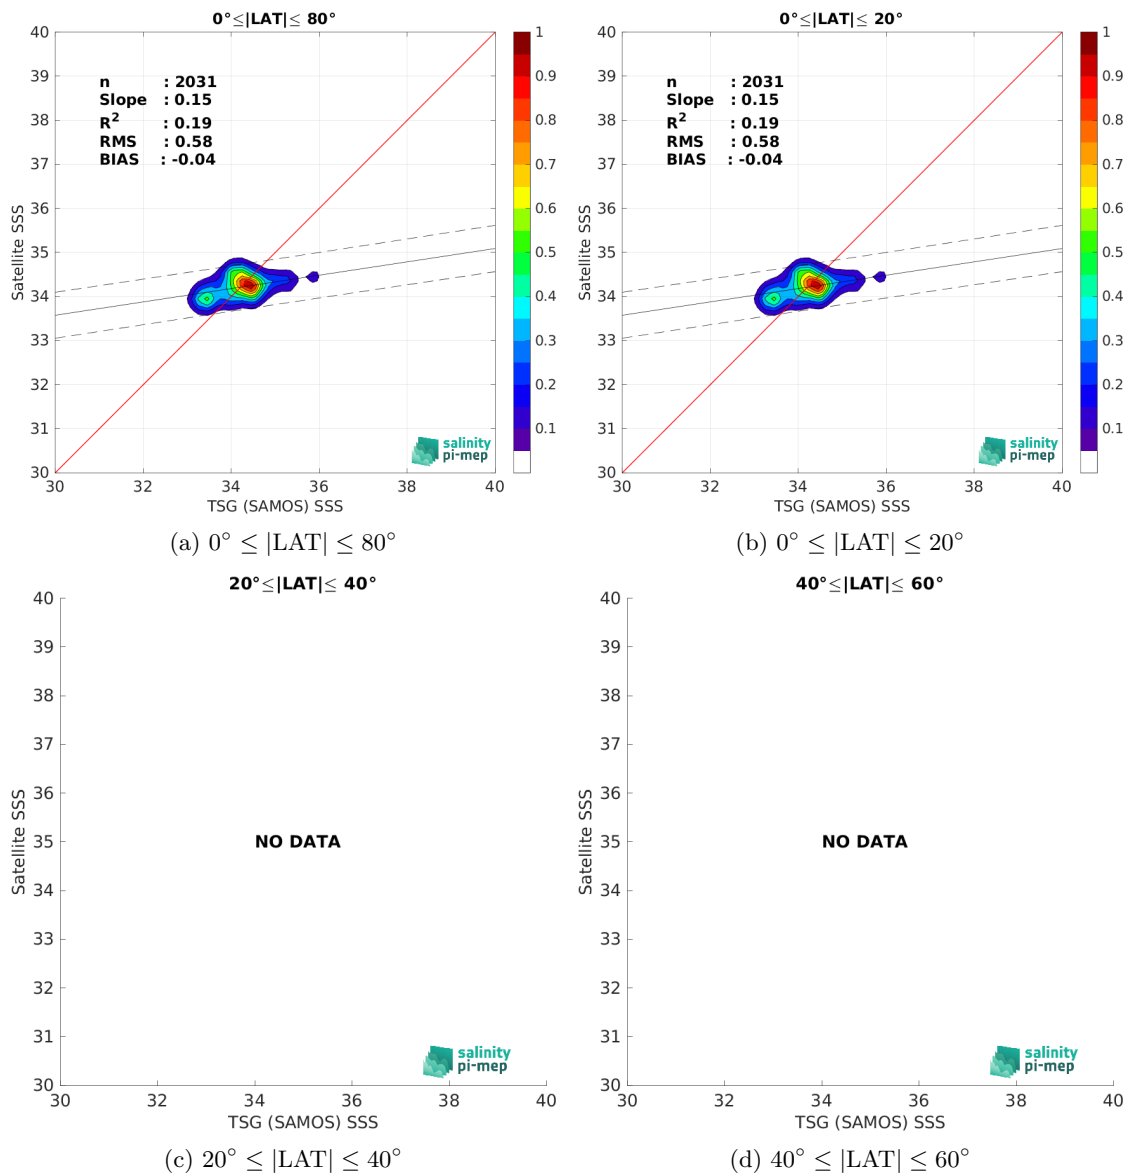 0°≤|LAT|≤ 80°
40
39
38
37
36
35
34
33
32
31
30
Satellite SSS
n : 2031
Slope : 0.15
R² : 0.19
RMS : 0.58
BIAS : -0.04
1
0.9
0.8
0.7
0.6
0.5
0.4
0.3
0.2
0.1
salinity
pi-mep
30 32 34 36 38 40
TSG (SAMOS) SSS
(a) 0° ≤ |LAT| ≤ 80°
0°≤|LAT|≤ 20°
40
39
38
37
36
35
34
33
32
31
30
Satellite SSS
n : 2031
Slope : 0.15
R² : 0.19
RMS : 0.58
BIAS : -0.04
1
0.9
0.8
0.7
0.6
0.5
0.4
0.3
0.2
0.1
salinity
pi-mep
30 32 34 36 38 40
TSG (SAMOS) SSS
(b) 0° ≤ |LAT| ≤ 20°
20°≤|LAT|≤ 40°
40
39
38
37
36
35
34
33
32
31
30
Satellite SSS
NO DATA
salinity
pi-mep
30 32 34 36 38 40
TSG (SAMOS) SSS
(c) 20° ≤ |LAT| ≤ 40°
40°≤|LAT|≤ 60°
40
39
38
37
36
35
34
33
32
31
30
Satellite SSS
NO DATA
salinity
pi-mep
30 32 34 36 38 40
TSG (SAMOS) SSS
(d) 40° ≤ |LAT| ≤ 60°